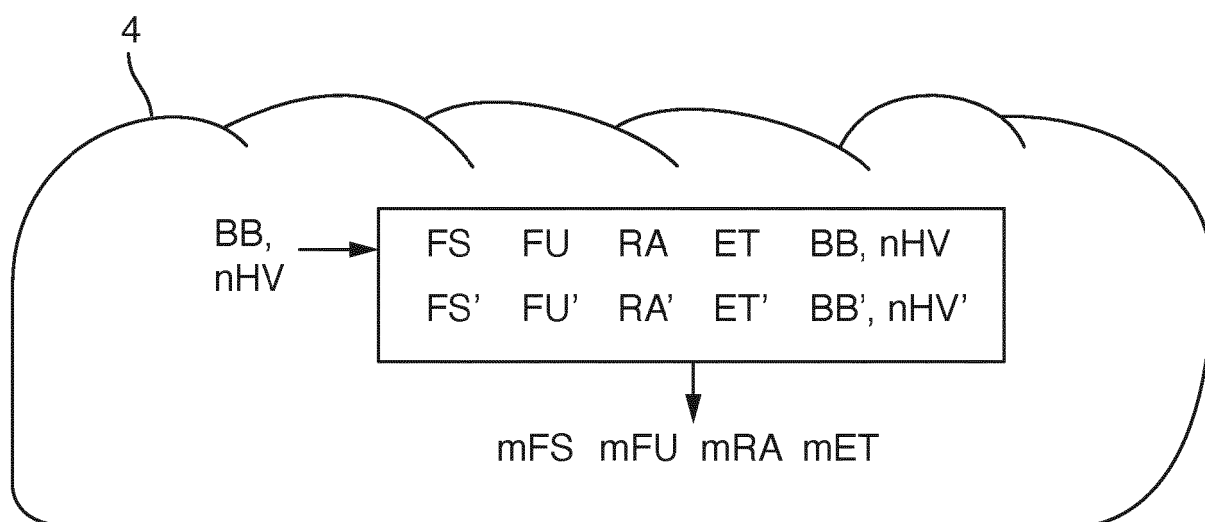 4
BB,
nHV
FS FU RA ET BB, nHV
FS’ FU’ RA’ ET’ BB’, nHV’
mFS mFU mRA mET